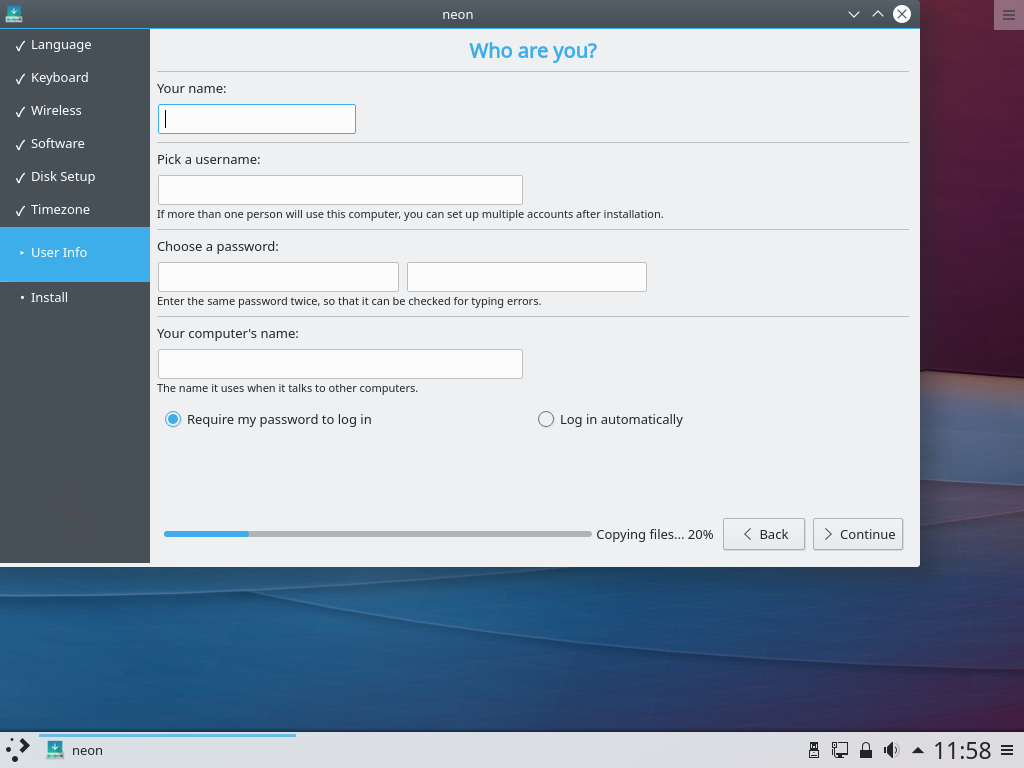 neon
Language
Keyboard
Wireless
Software
Disk Setup
Timezone
User Info
Install
Who are you?
Your name:
Pick a username:
If more than one person will use this computer, you can set up multiple accounts after installation.
Choose a password:
Enter the same password twice, so that it can be checked for typing errors.
Your computer's name:
The name it uses when it talks to other computers.
Require my password to log in Log in automatically
Copying files... 20% Back Continue
neon 11:58